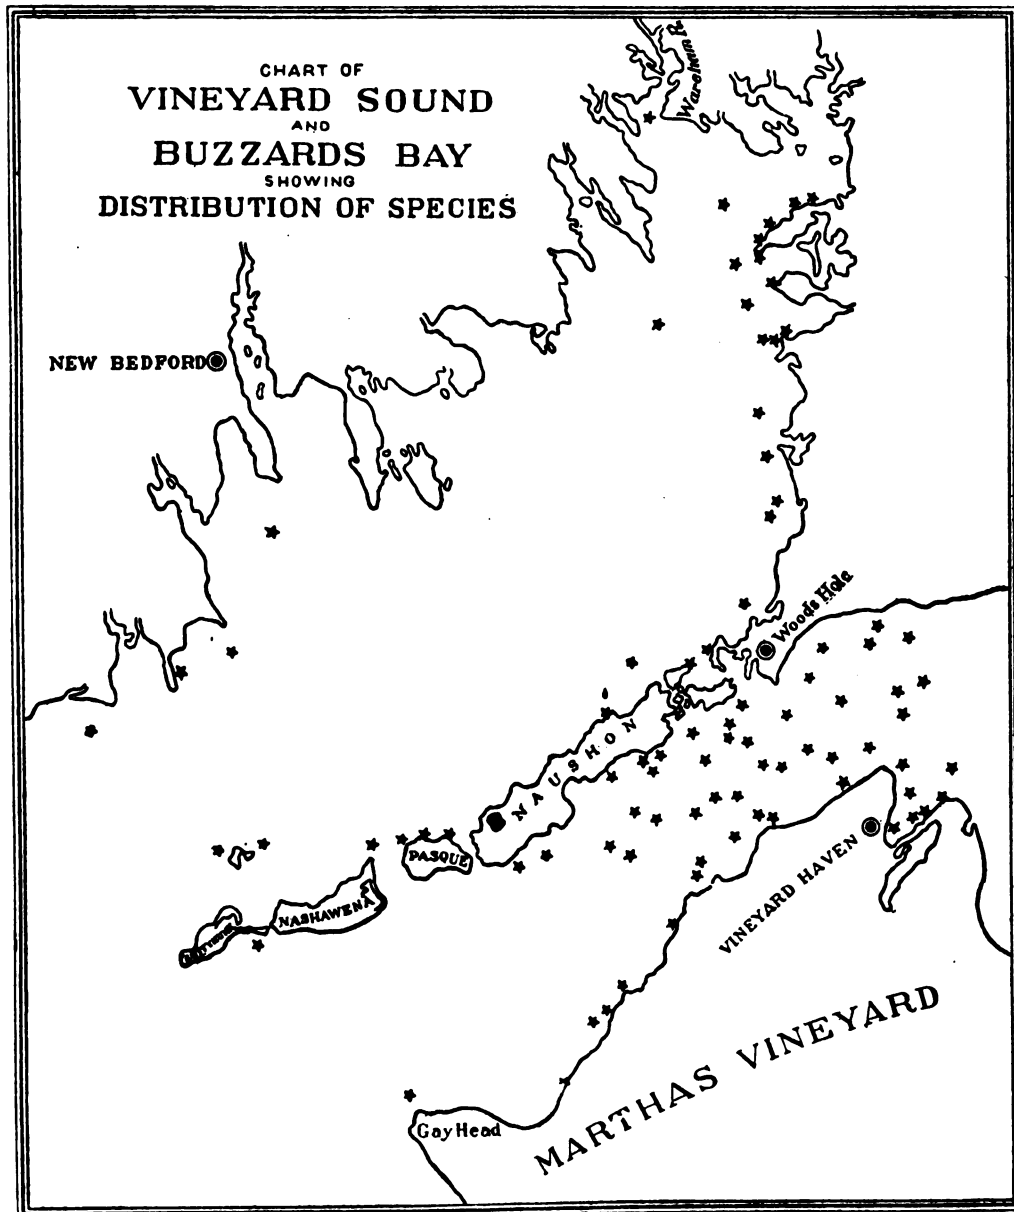 CHART OF
VINEYARD SOUND
AND
BUZZARDS BAY
SHOWING
DISTRIBUTION OF SPECIES
Wareham R.
NEW BEDFORD
Woods Hole
NAUSHON
PASQUE
NASHAWENA
VINEYARD HAVEN
MARTHAS VINEYARD
Gay Head